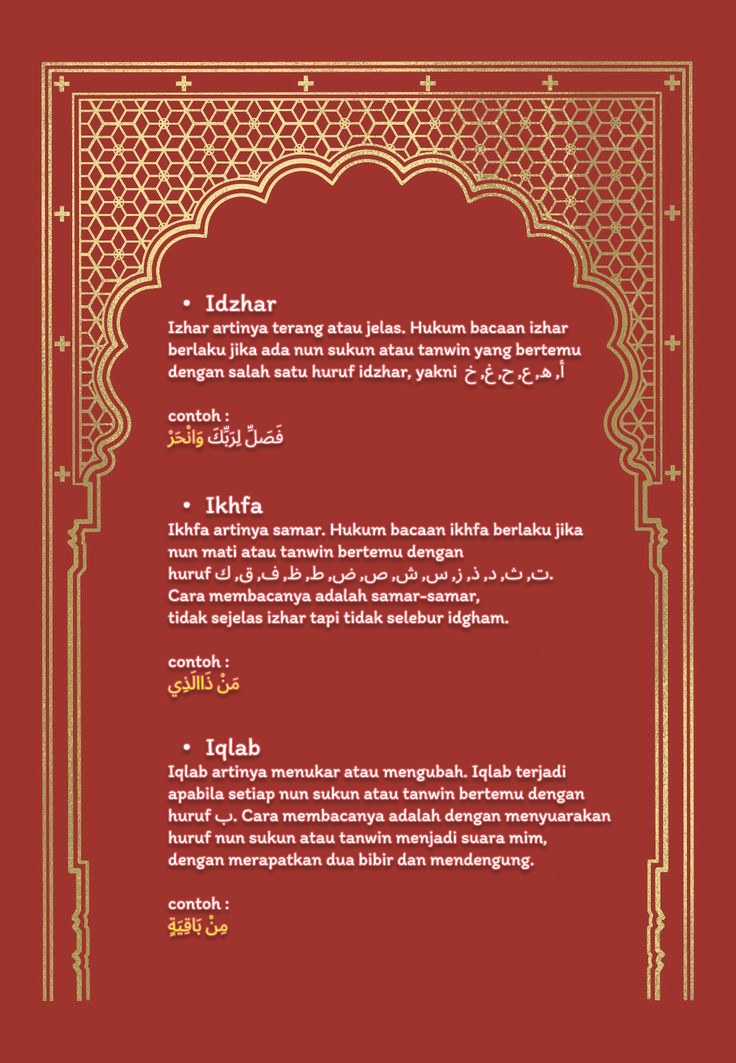 • Idzhar
Izhar artinya terang atau jelas. Hukum bacaan izhar
berlaku jika ada nun sukun atau tanwin yang bertemu
dengan salah satu huruf idzhar, yakni أ, ه, ع, ح, غ, خ
contoh :
فَصَلِّ لِرَبِّكَ وَانْحَرْ
• Ikhfa
Ikhfa artinya samar. Hukum bacaan ikhfa berlaku jika
nun mati atau tanwin bertemu dengan
huruf ت, ث, د, ذ, ز, س, ش, ص, ض, ط, ظ, ف, ق, ك.
Cara membacanya adalah samar-samar,
tidak sejelas izhar tapi tidak selebur idgham.
contoh :
مَنْ ذَاالَذِي
• Iqlab
Iqlab artinya menukar atau mengubah. Iqlab terjadi
apabila setiap nun sukun atau tanwin bertemu dengan
huruf ب. Cara membacanya adalah dengan menyuarakan
huruf nun sukun atau tanwin menjadi suara mim,
dengan merapatkan dua bibir dan mendengung.
contoh :
مِنْ بَاقِيَةٍ